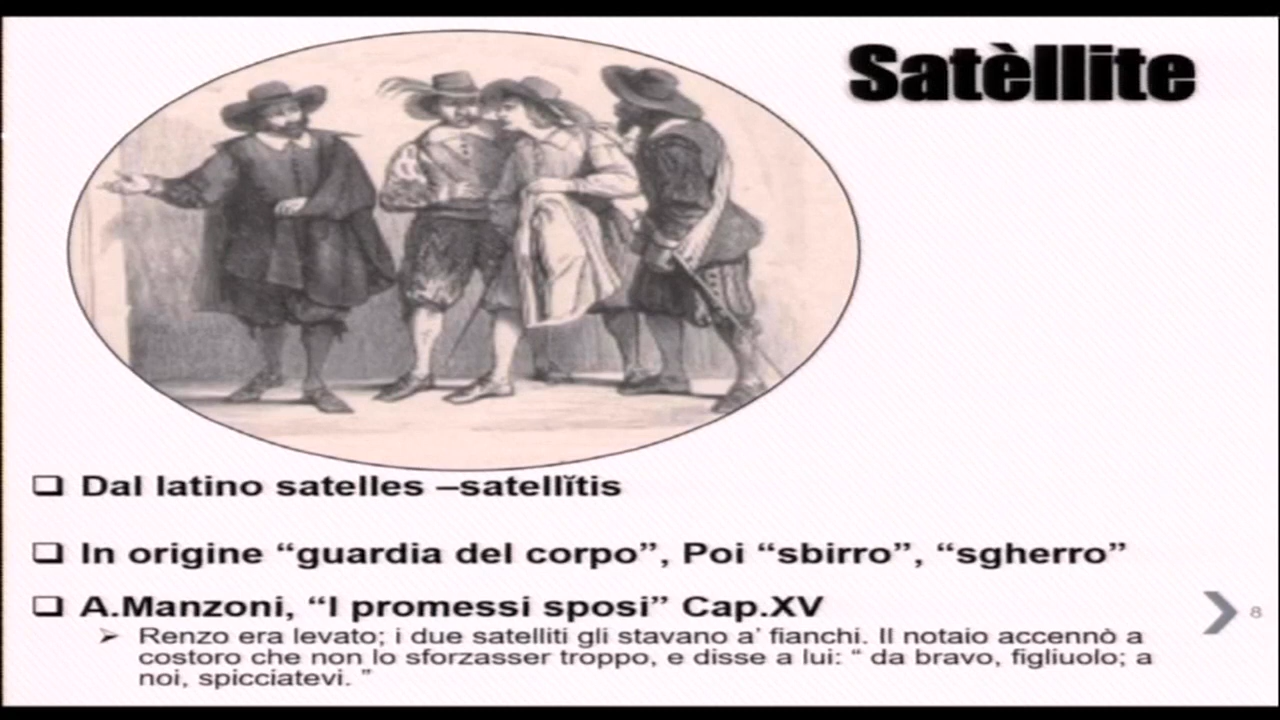 Satèllite
Dal latino satelles –satellĭtis
In origine “guardia del corpo”, Poi “sbirro”, “sgherro”
A.Manzoni, “I promessi sposi” Cap.XV
Renzo era levato; i due satelliti gli stavano a’ fianchi. Il notaio accennò a
costoro che non lo sforzasser troppo, e disse a lui: “ da bravo, figliuolo; a
noi, spicciatevi. ”
8